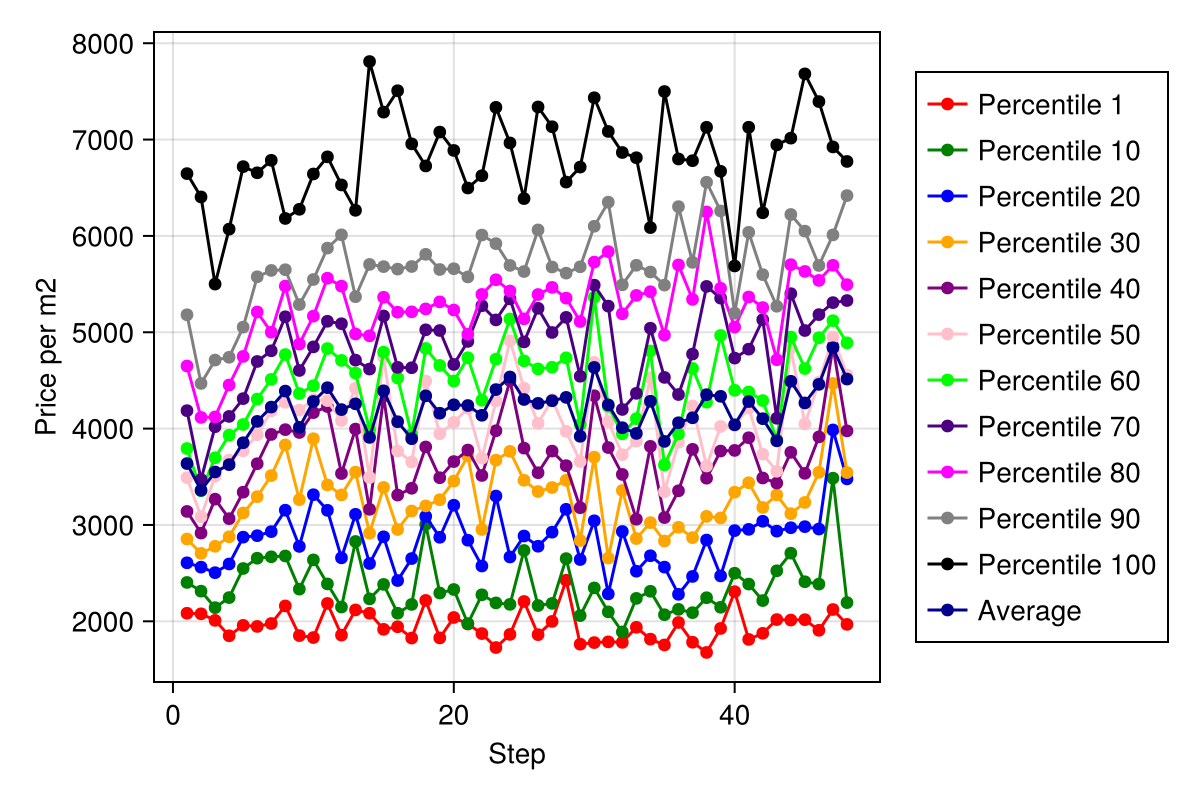 8000
7000
6000
5000
4000
3000
2000
Price per m2
0
20
40
Step
Percentile 1
Percentile 10
Percentile 20
Percentile 30
Percentile 40
Percentile 50
Percentile 60
Percentile 70
Percentile 80
Percentile 90
Percentile 100
Average